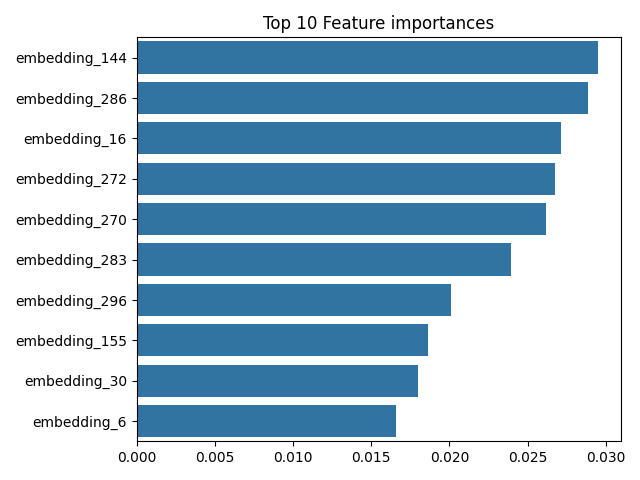 Top 10 Feature importances
embedding_144
embedding_286
embedding_16
embedding_272
embedding_270
embedding_283
embedding_296
embedding_155
embedding_30
embedding_6
0.000 0.005 0.010 0.015 0.020 0.025 0.030